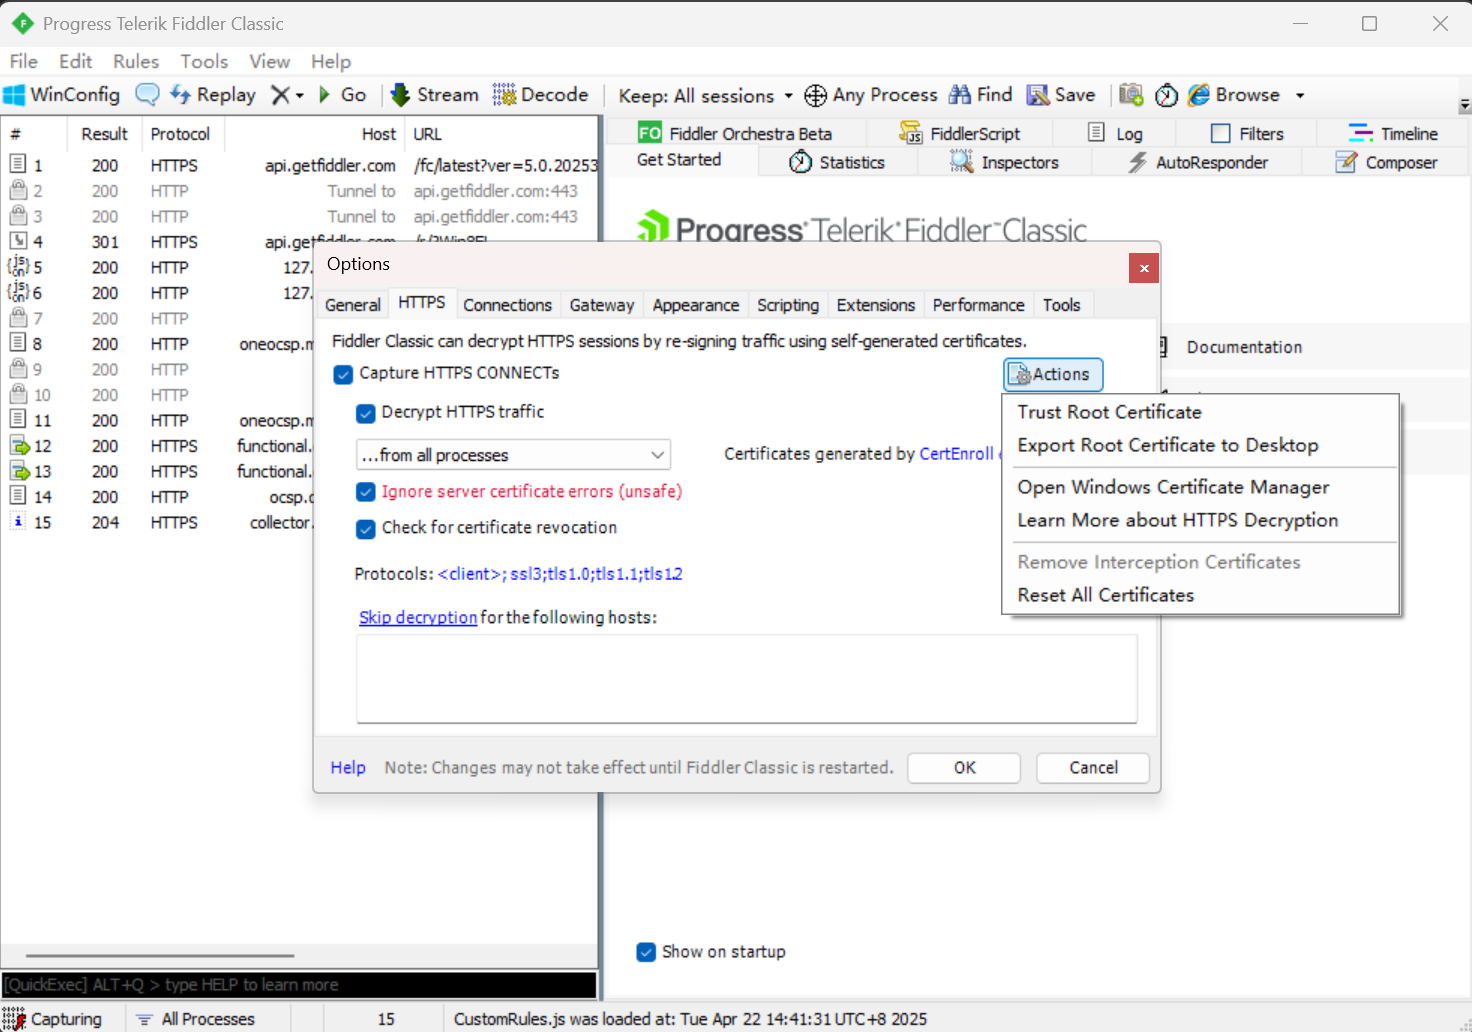 Progress Telerik Fiddler Classic
File Edit Rules Tools View Help
WinConfig Replay Go Stream Decode Keep: All sessions Any Process Find Save Browse
# Result Protocol Host URL
1 200 HTTPS api.getfiddler.com /fc/latest?ver=5.0.20253
2 200 HTTP Tunnel to api.getfiddler.com:443
3 200 HTTP Tunnel to api.getfiddler.com:443
4 301 HTTPS api.getfiddler.com
5 200 HTTP 127.
6 200 HTTP 127.
7 200 HTTP
8 200 HTTP oneocsp.m
9 200 HTTP
10 200 HTTP
11 200 HTTP oneocsp.m
12 200 HTTPS functional.
13 200 HTTPS functional.
14 200 HTTP ocsp.
15 204 HTTPS collector.
FO Fiddler Orchestra Beta FiddlerScript Log Filters Timeline
Get Started Statistics Inspectors AutoResponder Composer
Progress Telerik Fiddler Classic
Documentation
Options
General HTTPS Connections Gateway Appearance Scripting Extensions Performance Tools
Fiddler Classic can decrypt HTTPS sessions by re-signing traffic using self-generated certificates.
Capture HTTPS CONNECTs
Actions
Decrypt HTTPS traffic
...from all processes
Certificates generated by CertEnroll
Ignore server certificate errors (unsafe)
Check for certificate revocation
Protocols: <client>; ssl3;tls1.0;tls1.1;tls1.2
Skip decryption for the following hosts:
Help Note: Changes may not take effect until Fiddler Classic is restarted. OK Cancel
Trust Root Certificate
Export Root Certificate to Desktop
Open Windows Certificate Manager
Learn More about HTTPS Decryption
Remove Interception Certificates
Reset All Certificates
Show on startup
[QuickExec] ALT+Q > type HELP to learn more
Capturing All Processes 15 CustomRules.js was loaded at: Tue Apr 22 14:41:31 UTC+8 2025